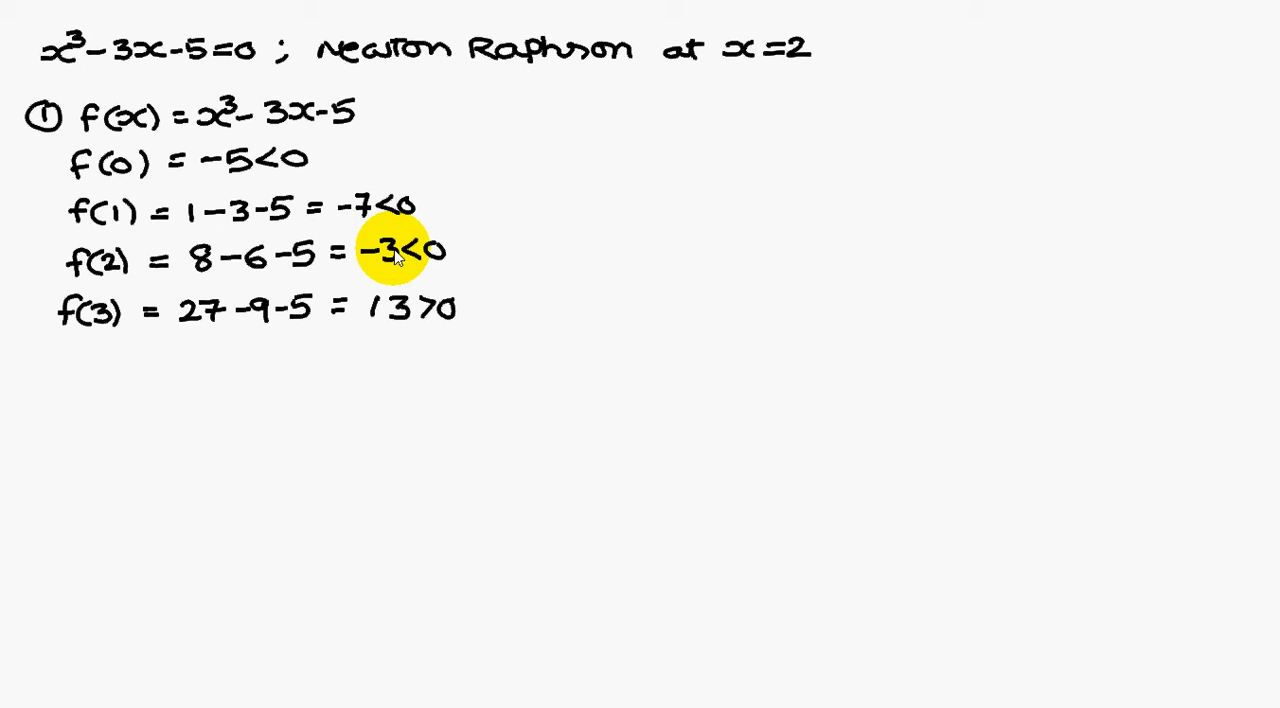 x³ - 3x - 5 = 0 ; Newton Raphson at x = 2
① f(x) = x³ - 3x - 5
f(0) = -5 < 0
f(1) = 1 - 3 - 5 = -7 < 0
f(2) = 8 - 6 - 5 = -3 < 0
f(3) = 27 - 9 - 5 = 13 > 0